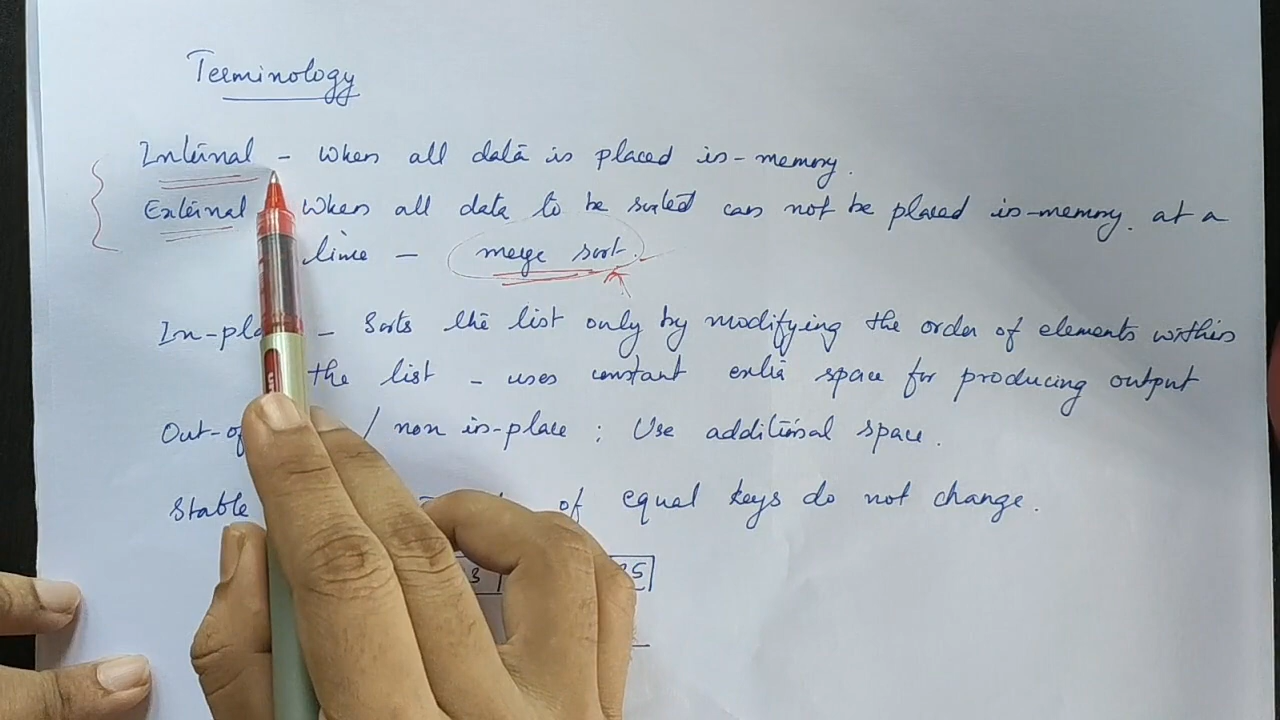 Terminology
Internal - When all data is placed in-memory.
External When all data to be sorted can not be placed in-memory. at a
time - merge sort.
In-pla - Sorts the list only by modifying the order of elements within
the list - uses constant extra space for producing output
Out-of / non in-place : Use additional space.
Stable of equal keys do not change.
3 25